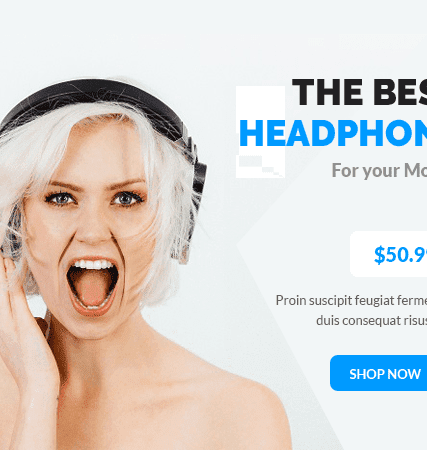 THE BES
HEADPHON
For your Mo
$50.9
Proin suscipit feugiat ferme
duis consequat risus
SHOP NOW